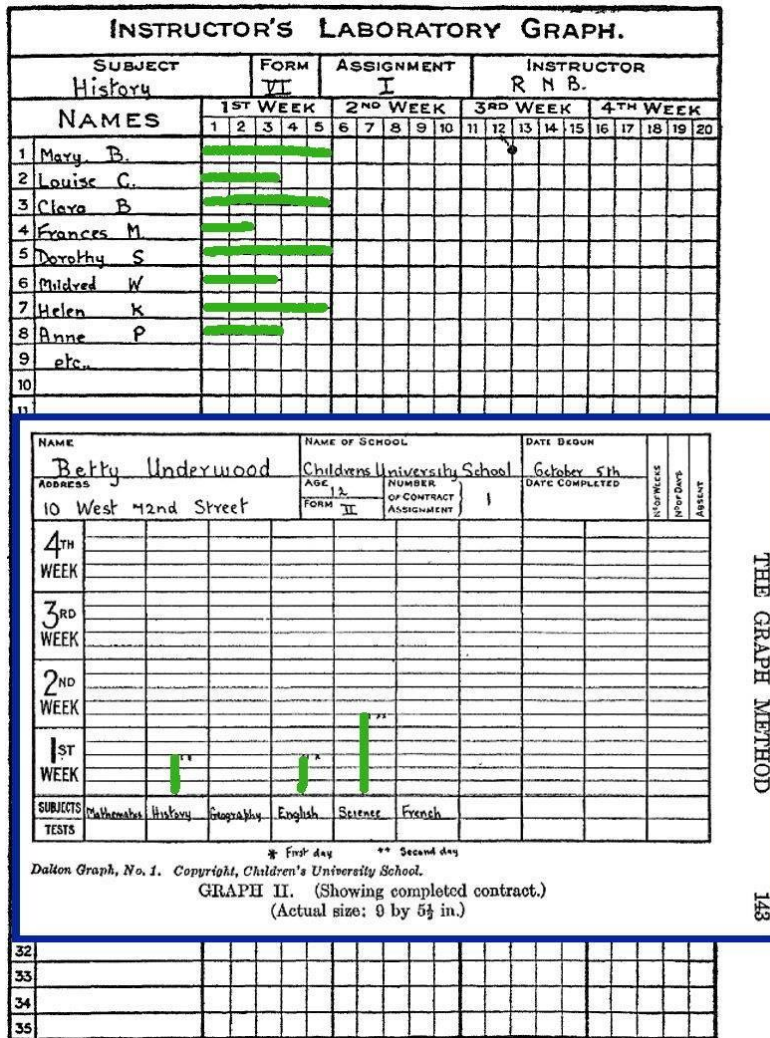 INSTRUCTOR'S LABORATORY GRAPH.
SUBJECT FORM ASSIGNMENT INSTRUCTOR
History VI I R N B.
NAMES 1ST WEEK 2ND WEEK 3RD WEEK 4TH WEEK
1 2 3 4 5 6 7 8 9 10 11 12 13 14 15 16 17 18 19 20
1 Mary. B.
2 Louise C.
3 Clara B
4 Frances M.
5 Dorothy S
6 Mildred W
7 Helen K
8 Anne P
9 etc..
10
11
NAME NAME OF SCHOOL DATE BEGUN
Betty Underwood Childrens University School October 5th
ADDRESS AGE 12 NUMBER OF CONTRACT ASSIGNMENT 1 DATE COMPLETED
10 West 72nd Street FORM II
Nº OF WEEKS
Nº OF DAYS
ABSENT
4TH WEEK
3RD WEEK
2ND WEEK
1ST WEEK
** * **
SUBJECTS Mathematics History Geography English Science French
TESTS
* First day ** Second day
Dalton Graph, No. 1. Copyright, Children's University School.
GRAPH II. (Showing completed contract.)
(Actual size: 9 by 5½ in.)
THE GRAPH METHOD 143
32
33
34
35